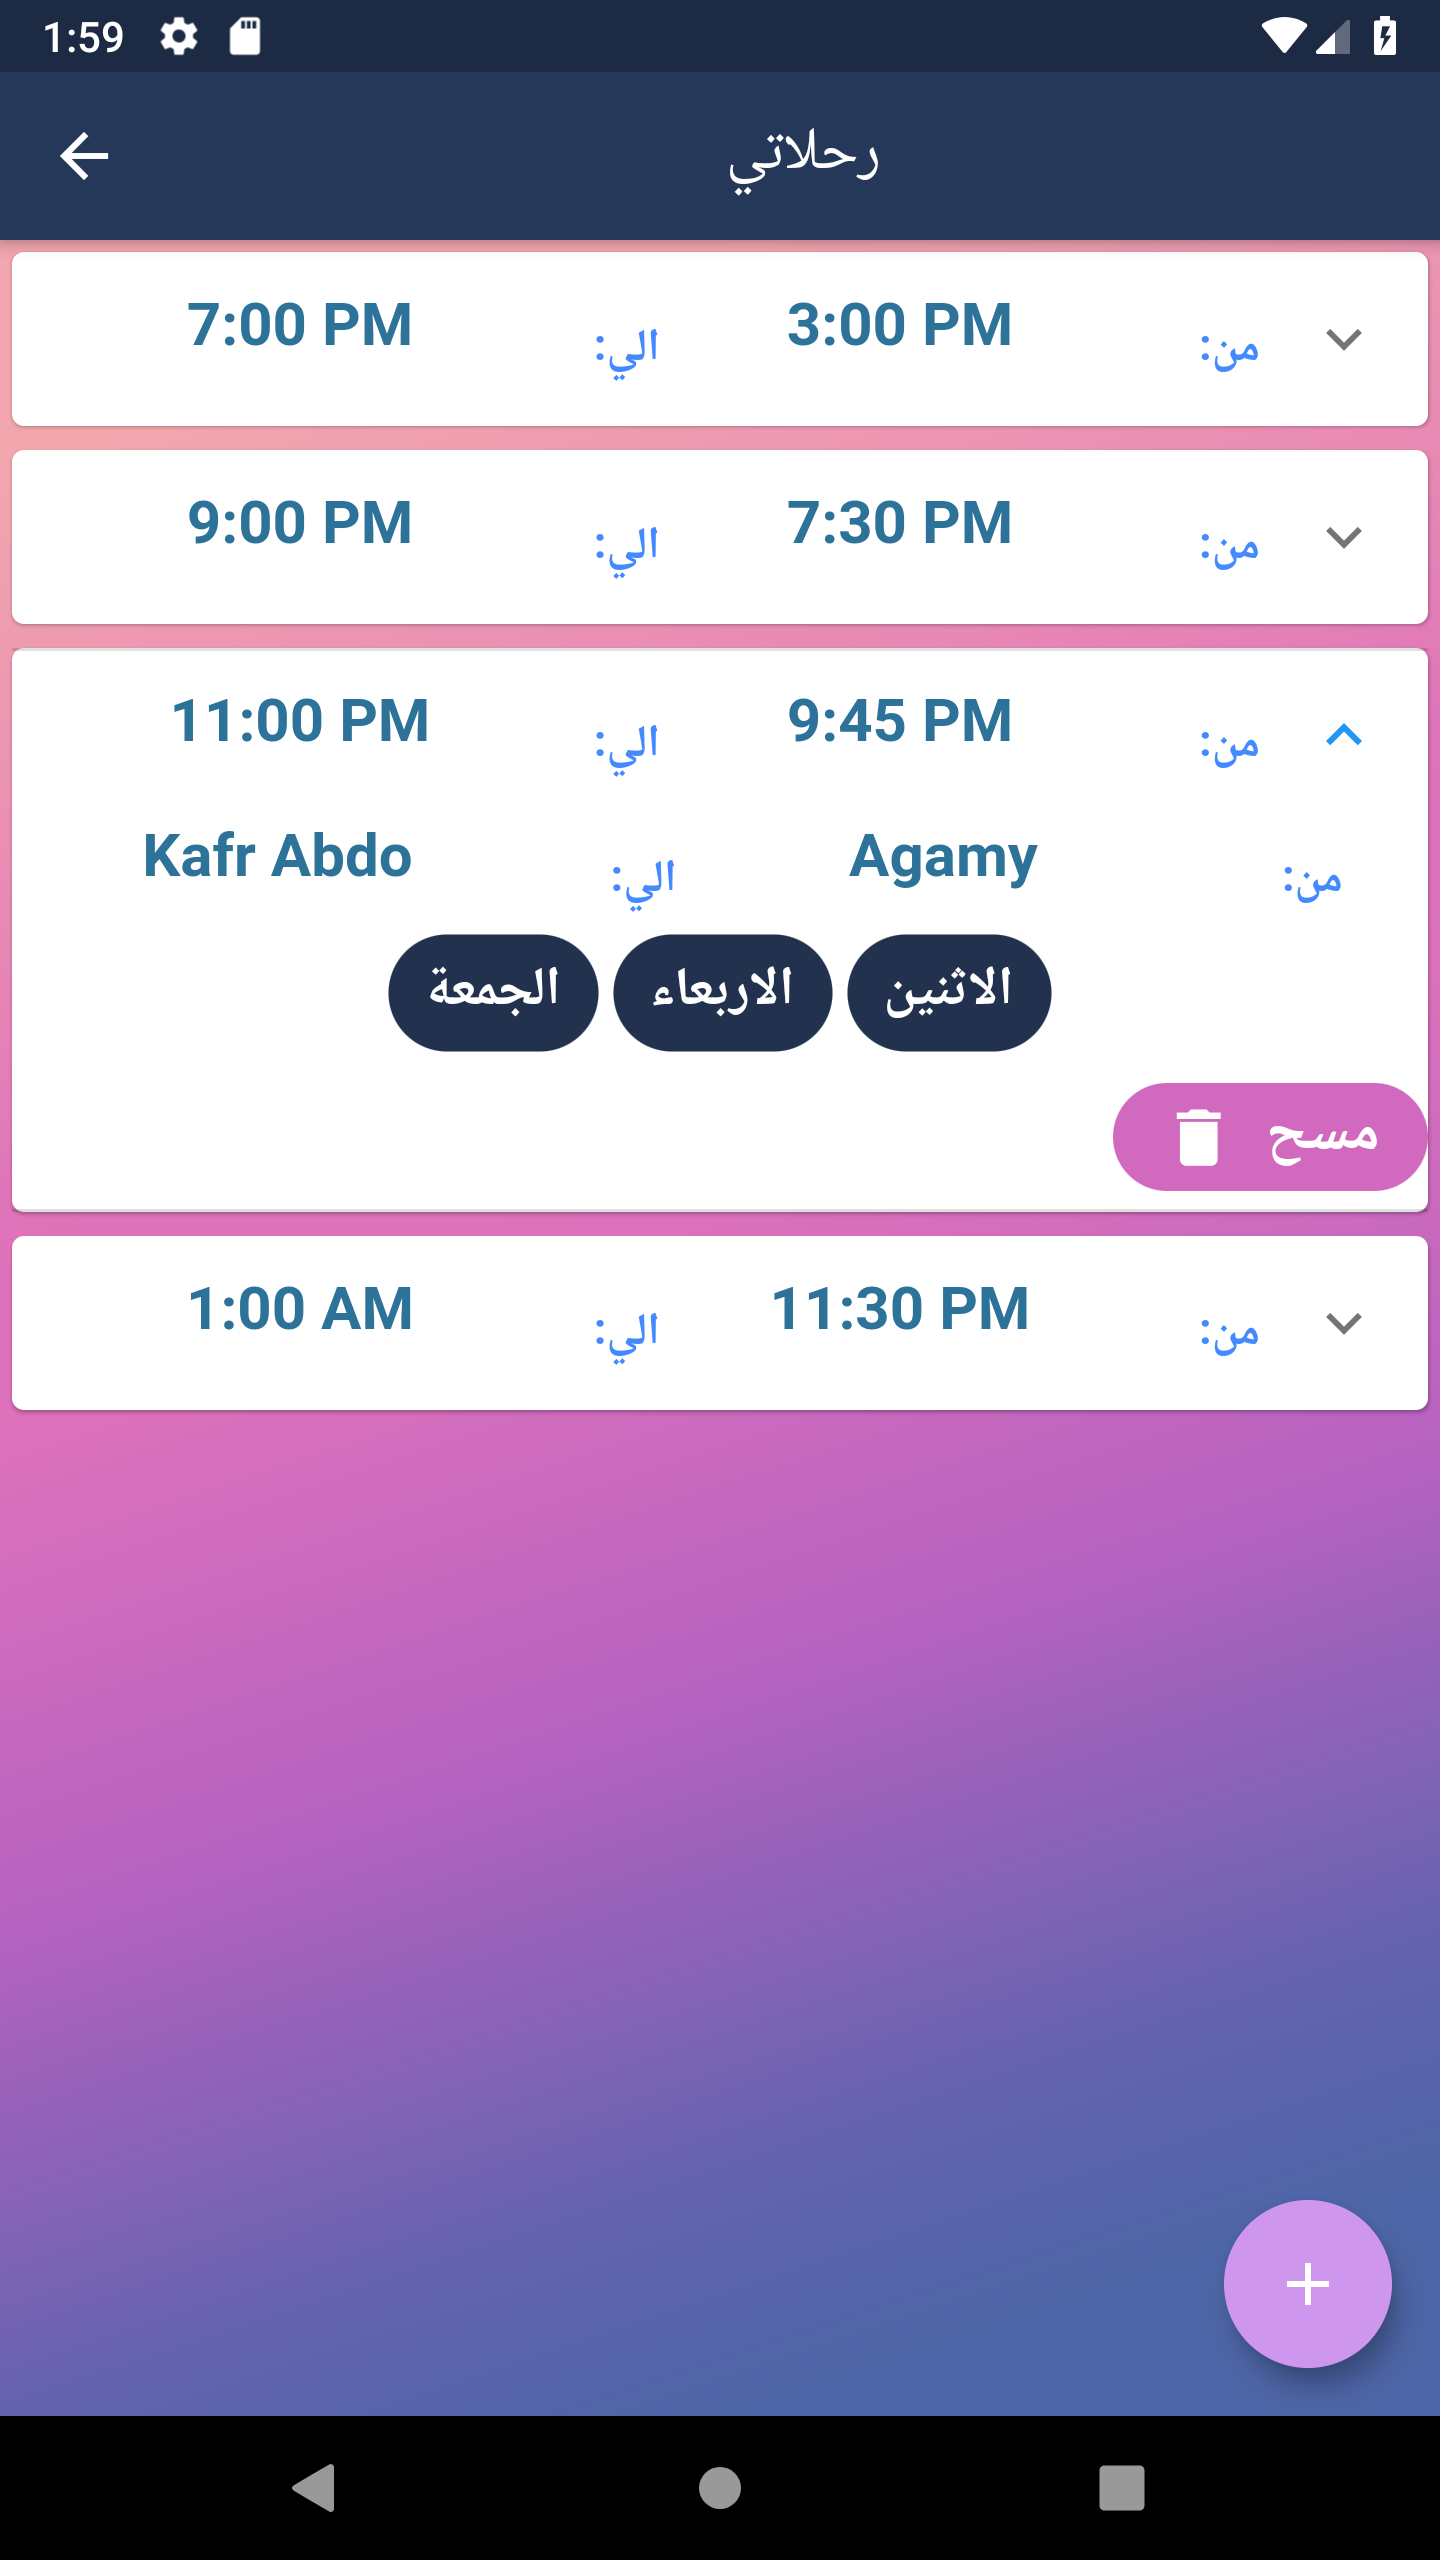 1:59
رحلاتي
من: 3:00 PM الي: 7:00 PM
من: 7:30 PM الي: 9:00 PM
من: 9:45 PM الي: 11:00 PM
من: Agamy الي: Kafr Abdo
الاثنين الاربعاء الجمعة
مسح
من: 11:30 PM الي: 1:00 AM